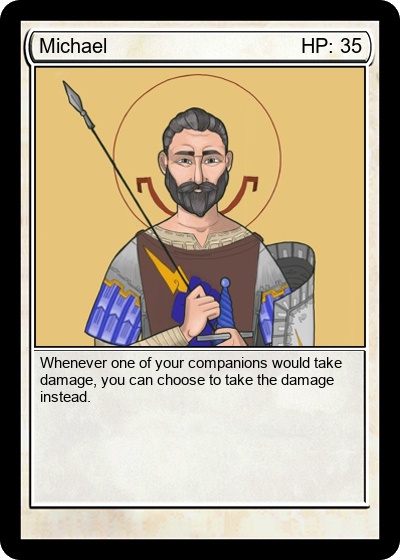 Michael HP: 35
Whenever one of your companions would take
damage, you can choose to take the damage
instead.